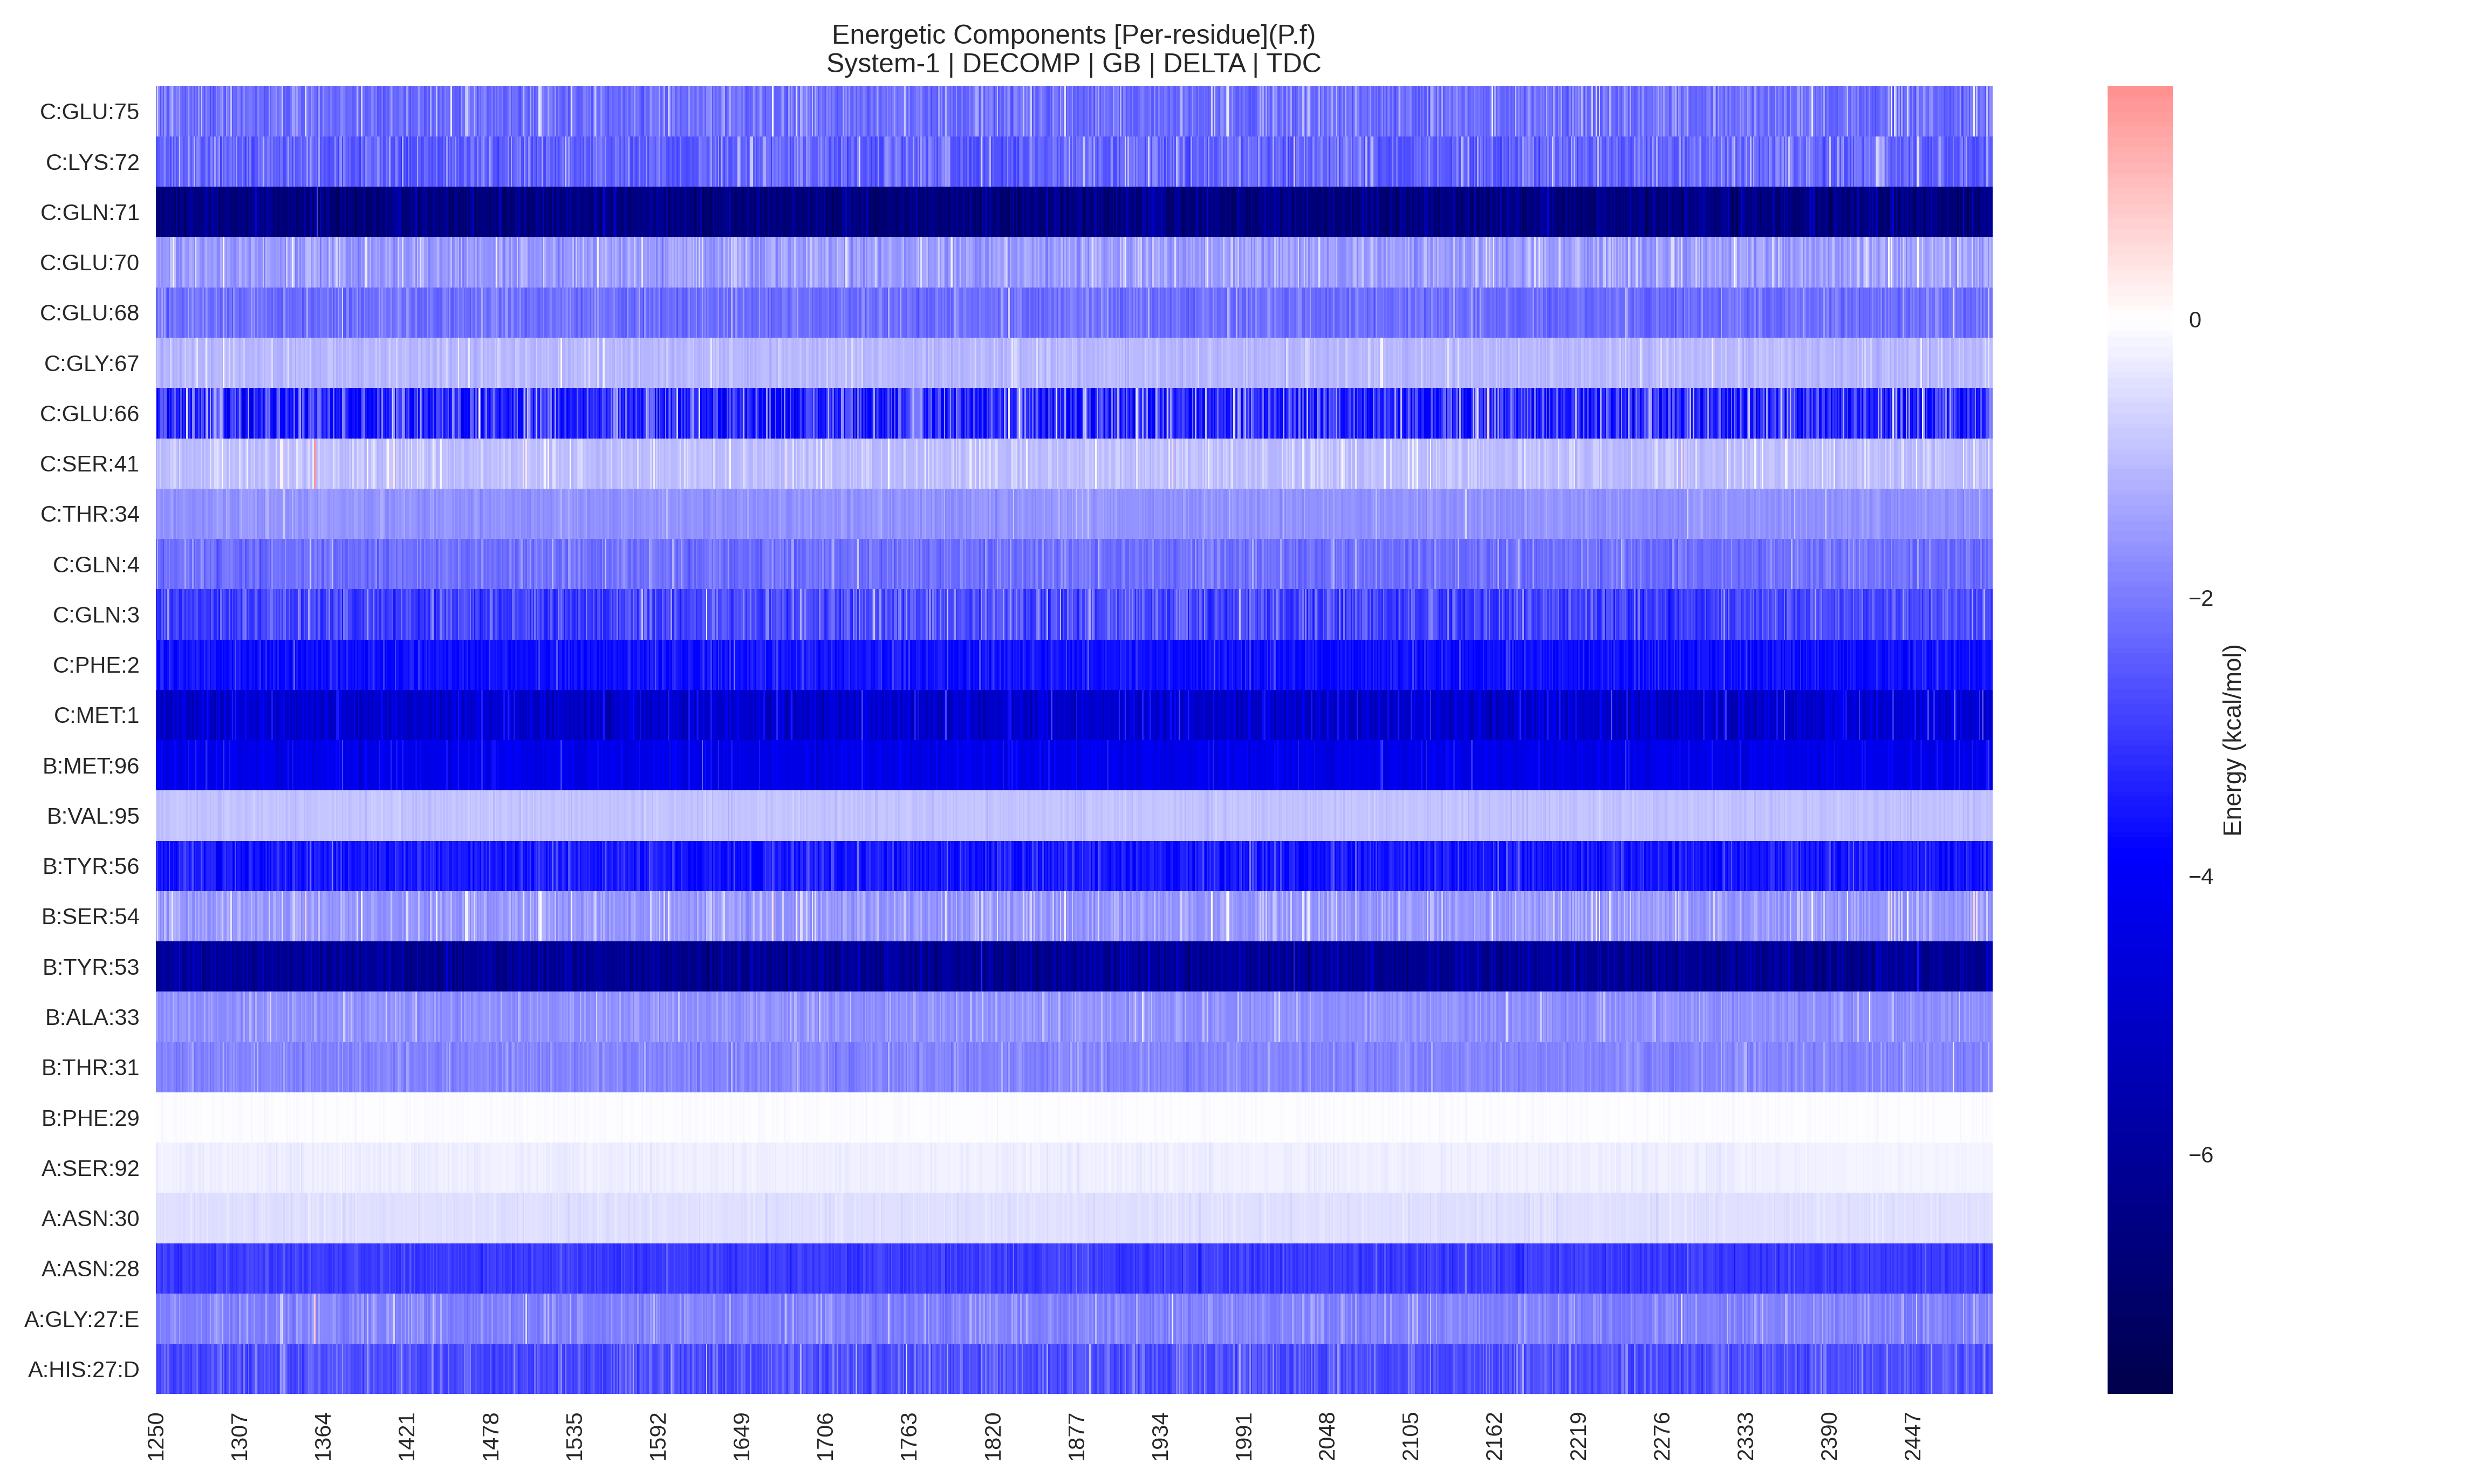 Energetic Components [Per-residue](P.f)
System-1 | DECOMP | GB | DELTA | TDC
C:GLU:75
C:LYS:72
C:GLN:71
C:GLU:70
C:GLU:68
C:GLY:67
C:GLU:66
C:SER:41
C:THR:34
C:GLN:4
C:GLN:3
C:PHE:2
C:MET:1
B:MET:96
B:VAL:95
B:TYR:56
B:SER:54
B:TYR:53
B:ALA:33
B:THR:31
B:PHE:29
A:SER:92
A:ASN:30
A:ASN:28
A:GLY:27:E
A:HIS:27:D
1250
1307
1364
1421
1478
1535
1592
1649
1706
1763
1820
1877
1934
1991
2048
2105
2162
2219
2276
2333
2390
2447
0
−2
−4
−6
Energy (kcal/mol)